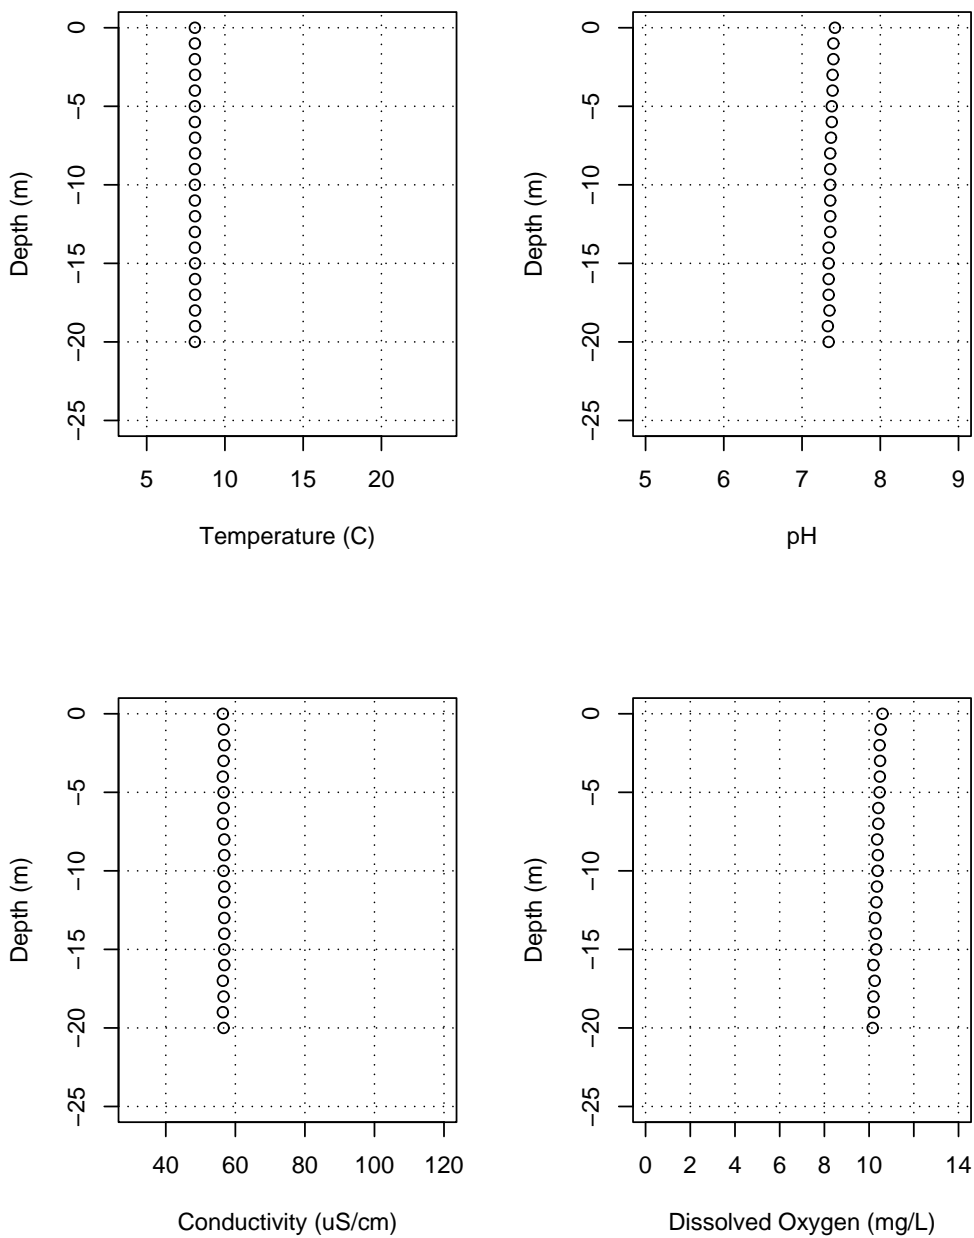 0
−5
−10
−15
−20
−25
Depth (m)
5 10 15 20
Temperature (C)
0
−5
−10
−15
−20
−25
Depth (m)
5 6 7 8 9
pH
0
−5
−10
−15
−20
−25
Depth (m)
40 60 80 100 120
Conductivity (uS/cm)
0
−5
−10
−15
−20
−25
Depth (m)
0 2 4 6 8 10 14
Dissolved Oxygen (mg/L)